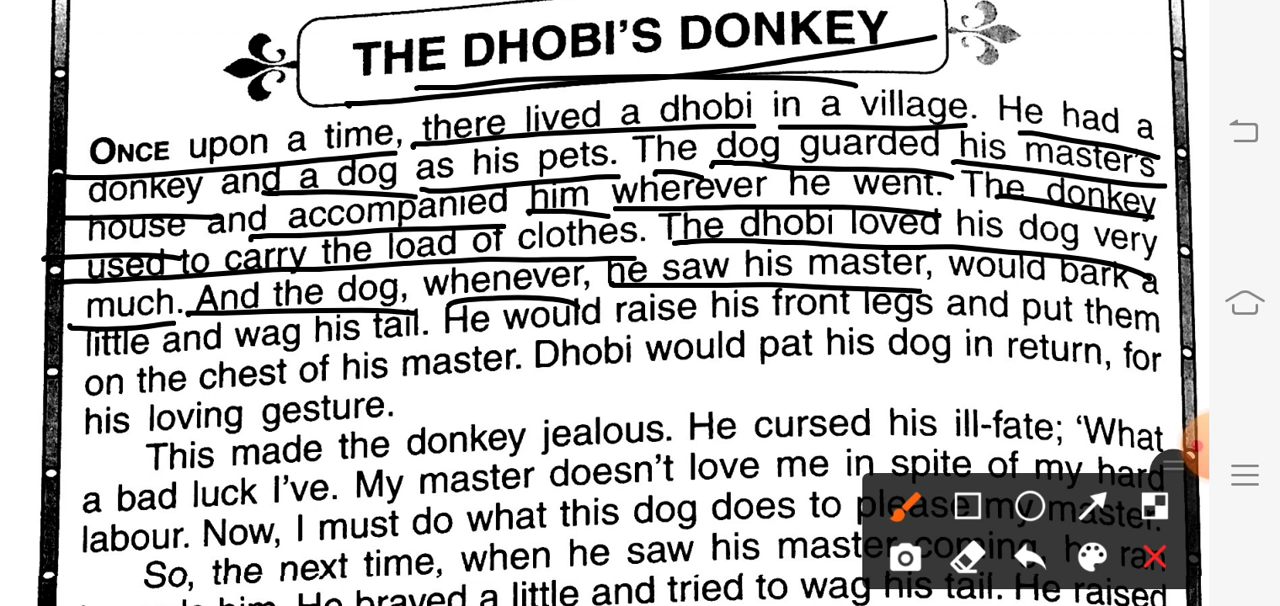 THE DHOBI'S DONKEY
ONCE upon a time, there lived a dhobi in a village. He had a
donkey and a dog as his pets. The dog guarded his master's
house and accompanied him wherever he went. The donkey
used to carry the load of clothes. The dhobi loved his dog very
much. And the dog, whenever, he saw his master, would bark a
little and wag his tail. He would raise his front legs and put them
on the chest of his master. Dhobi would pat his dog in return, for
his loving gesture.
This made the donkey jealous. He cursed his ill-fate; 'What
a bad luck I've. My master doesn't love me in spite of my hard
labour. Now, I must do what this dog does to please my master.
So, the next time, when he saw his master coming, he ran
him. He brayed a little and tried to wag his tail. He raised